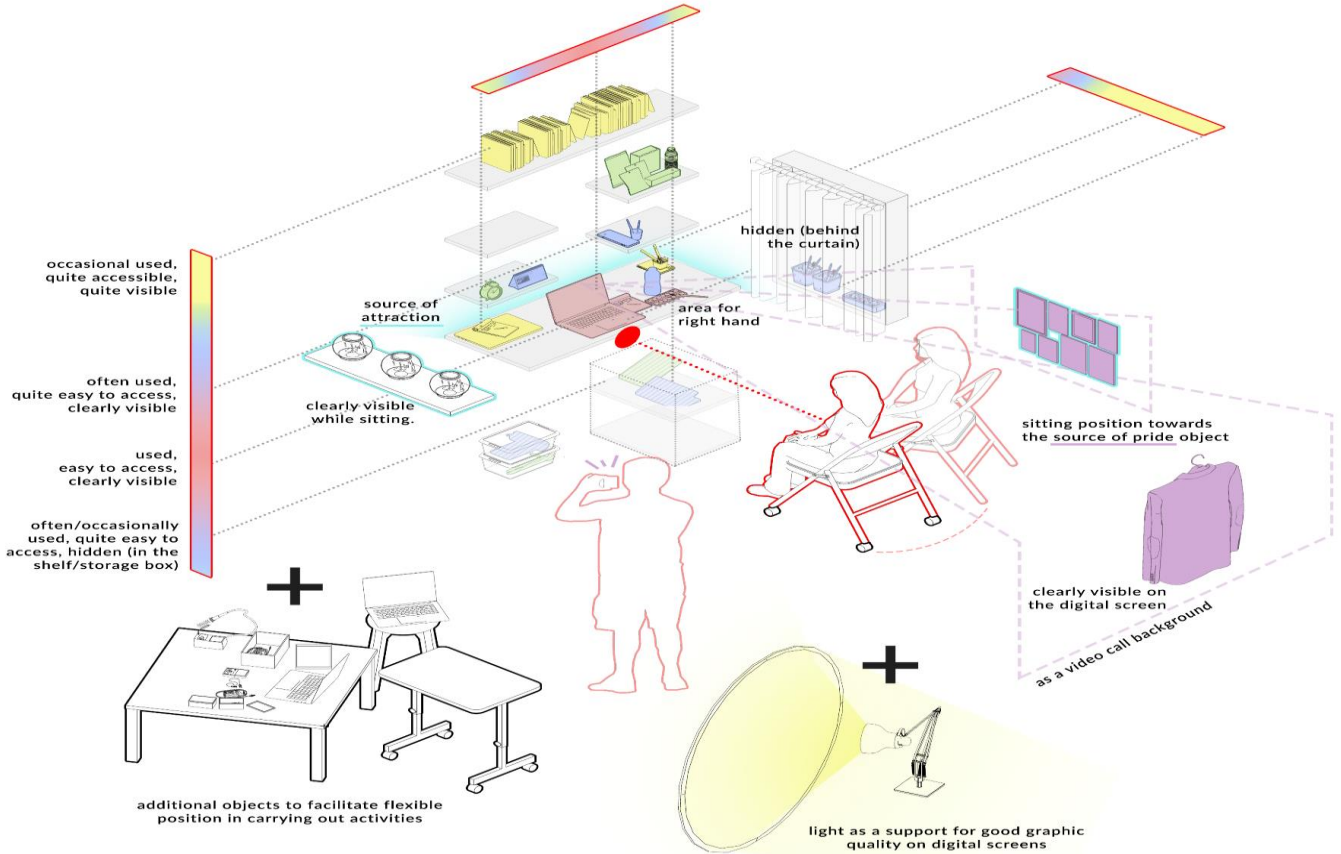 occasional used,
quite accessible,
quite visible
often used,
quite easy to access,
clearly visible
used,
easy to access,
clearly visible
often/occasionally
used, quite easy to
access, hidden (in the
shelf/storage box)
source of
attraction
clearly visible
while sitting.
area for
right hand
hidden (behind
the curtain)
sitting position towards
the source of pride object
clearly visible on
the digital screen
as a video call background
additional objects to facilitate flexible
position in carrying out activities
light as a support for good graphic
quality on digital screens